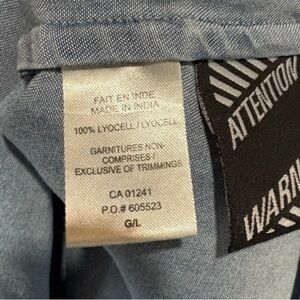 FAIT EN INDE
MADE IN INDIA
100% LYOCELL / LYOCELL
GARNITURES NON-
COMPRISES /
EXCLUSIVE OF TRIMMINGS
CA 01241
P.O.# 605523
G/L
ATTENTION
WARN